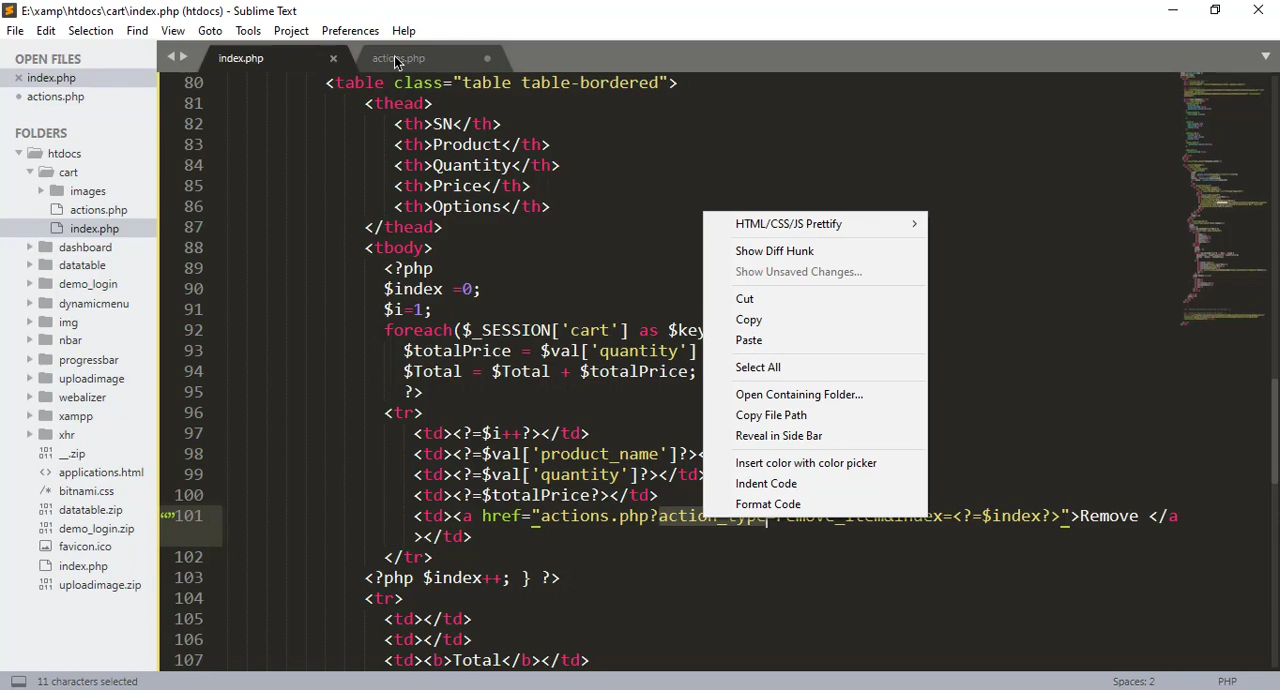 E:\xamp\htdocs\cart\index.php (htdocs) - Sublime Text
File Edit Selection Find View Goto Tools Project Preferences Help
OPEN FILES
index.php
actions.php
FOLDERS
htdocs
cart
images
actions.php
index.php
dashboard
datatable
demo_login
dynamicmenu
img
nbar
progressbar
uploadimage
webalizer
xampp
xhr
__.zip
applications.html
bitnami.css
datatable.zip
demo_login.zip
favicon.ico
index.php
uploadimage.zip
index.php
actions.php
80 <table class="table table-bordered">
81 <thead>
82 <th>SN</th>
83 <th>Product</th>
84 <th>Quantity</th>
85 <th>Price</th>
86 <th>Options</th>
87 </thead>
88 <tbody>
89 <?php
90 $index =0;
91 $i=1;
92 foreach($_SESSION['cart'] as $key
93 $totalPrice = $val['quantity']
94 $Total = $Total + $totalPrice;
95 ?>
96 <tr>
97 <td><?=$i++?></td>
98 <td><?=$val['product_name']?><
99 <td><?=$val['quantity']?></td>
100 <td><?=$totalPrice?></td>
101 <td><a href="actions.php?action_type=remove_item&index=<?=$index?>">Remove </a
></td>
102 </tr>
103 <?php $index++; } ?>
104 <tr>
105 <td></td>
106 <td></td>
107 <td><b>Total</b></td>
HTML/CSS/JS Prettify
Show Diff Hunk
Show Unsaved Changes...
Cut
Copy
Paste
Select All
Open Containing Folder...
Copy File Path
Reveal in Side Bar
Insert color with color picker
Indent Code
Format Code
11 characters selected
Spaces: 2
PHP